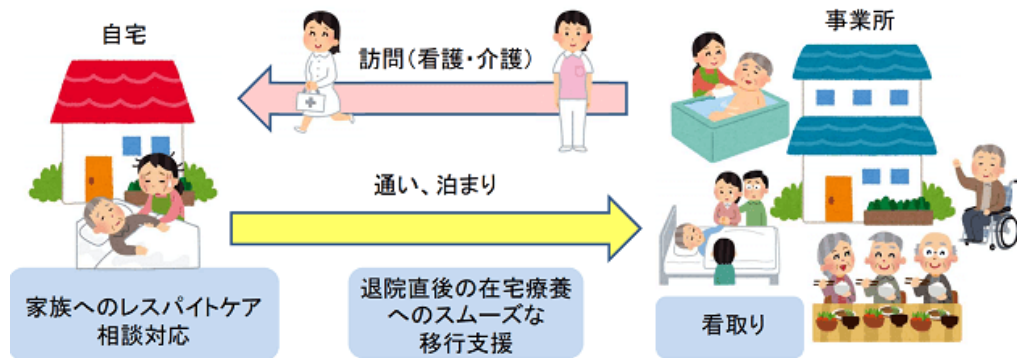 自宅
訪問(看護・介護)
事業所
通い、泊まり
家族へのレスパイトケア
相談対応
退院直後の在宅療養
へのスムーズな
移行支援
看取り